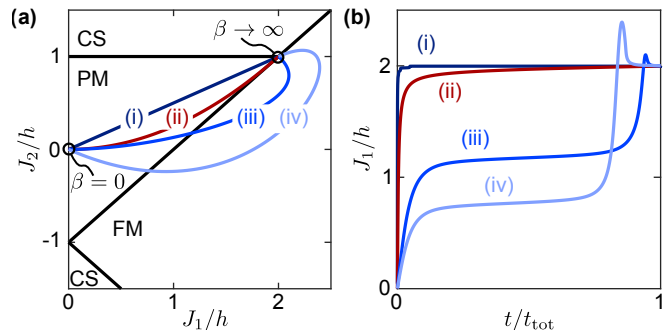 (a)
CS
β → ∞
1
PM
(i)
(ii)
(iii)
(iv)
J₂/h
0
β = 0
FM
-1
CS
0
1
2
J₁/h
(b)
(i)
2
(ii)
J₁/h
(iii)
1
(iv)
0
0
1
t/t_tot